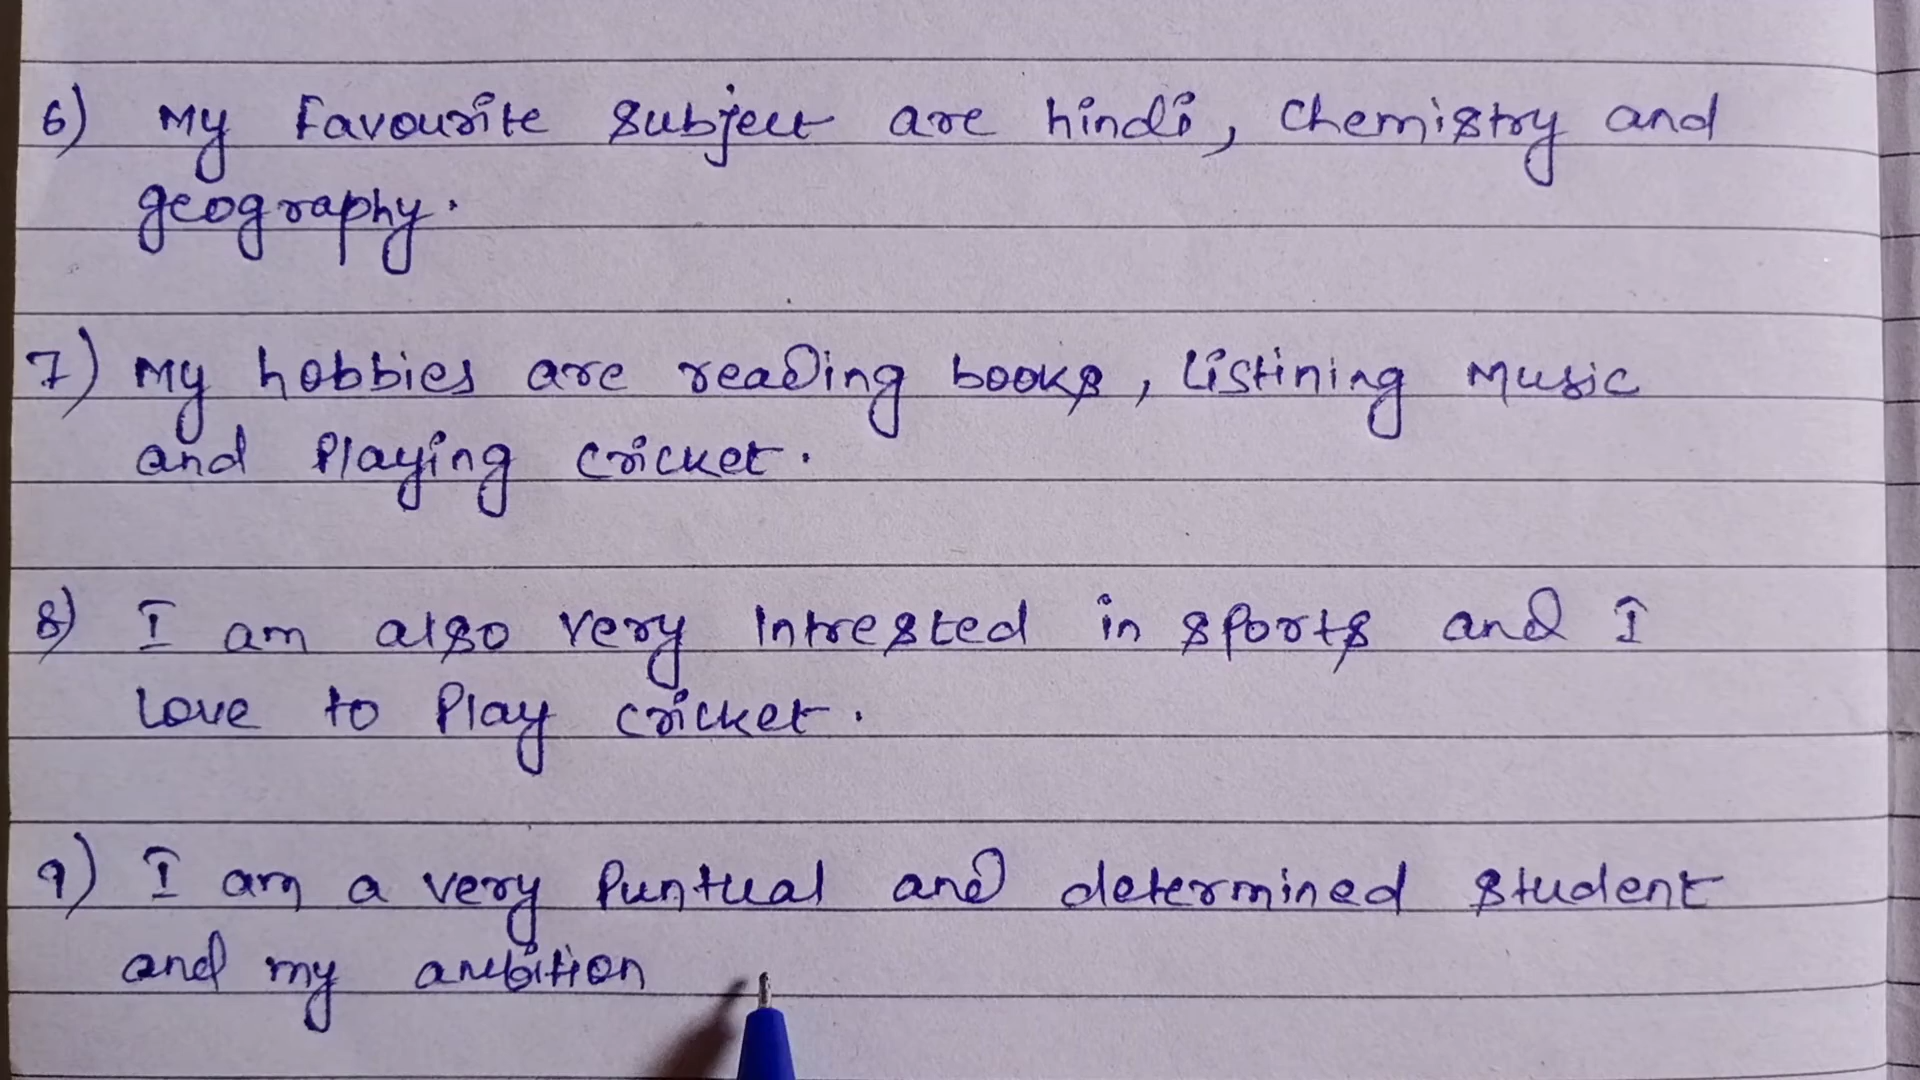 6) My Favourite Subject are hindi, Chemistry and
geography.
7) My hobbies are reading books, Listining Music
and Playing Cricket.
8) I am also very Intrested in sports and I
Love to Play Cricket.
9) I am a very Puntual and determined Student
and my ambition